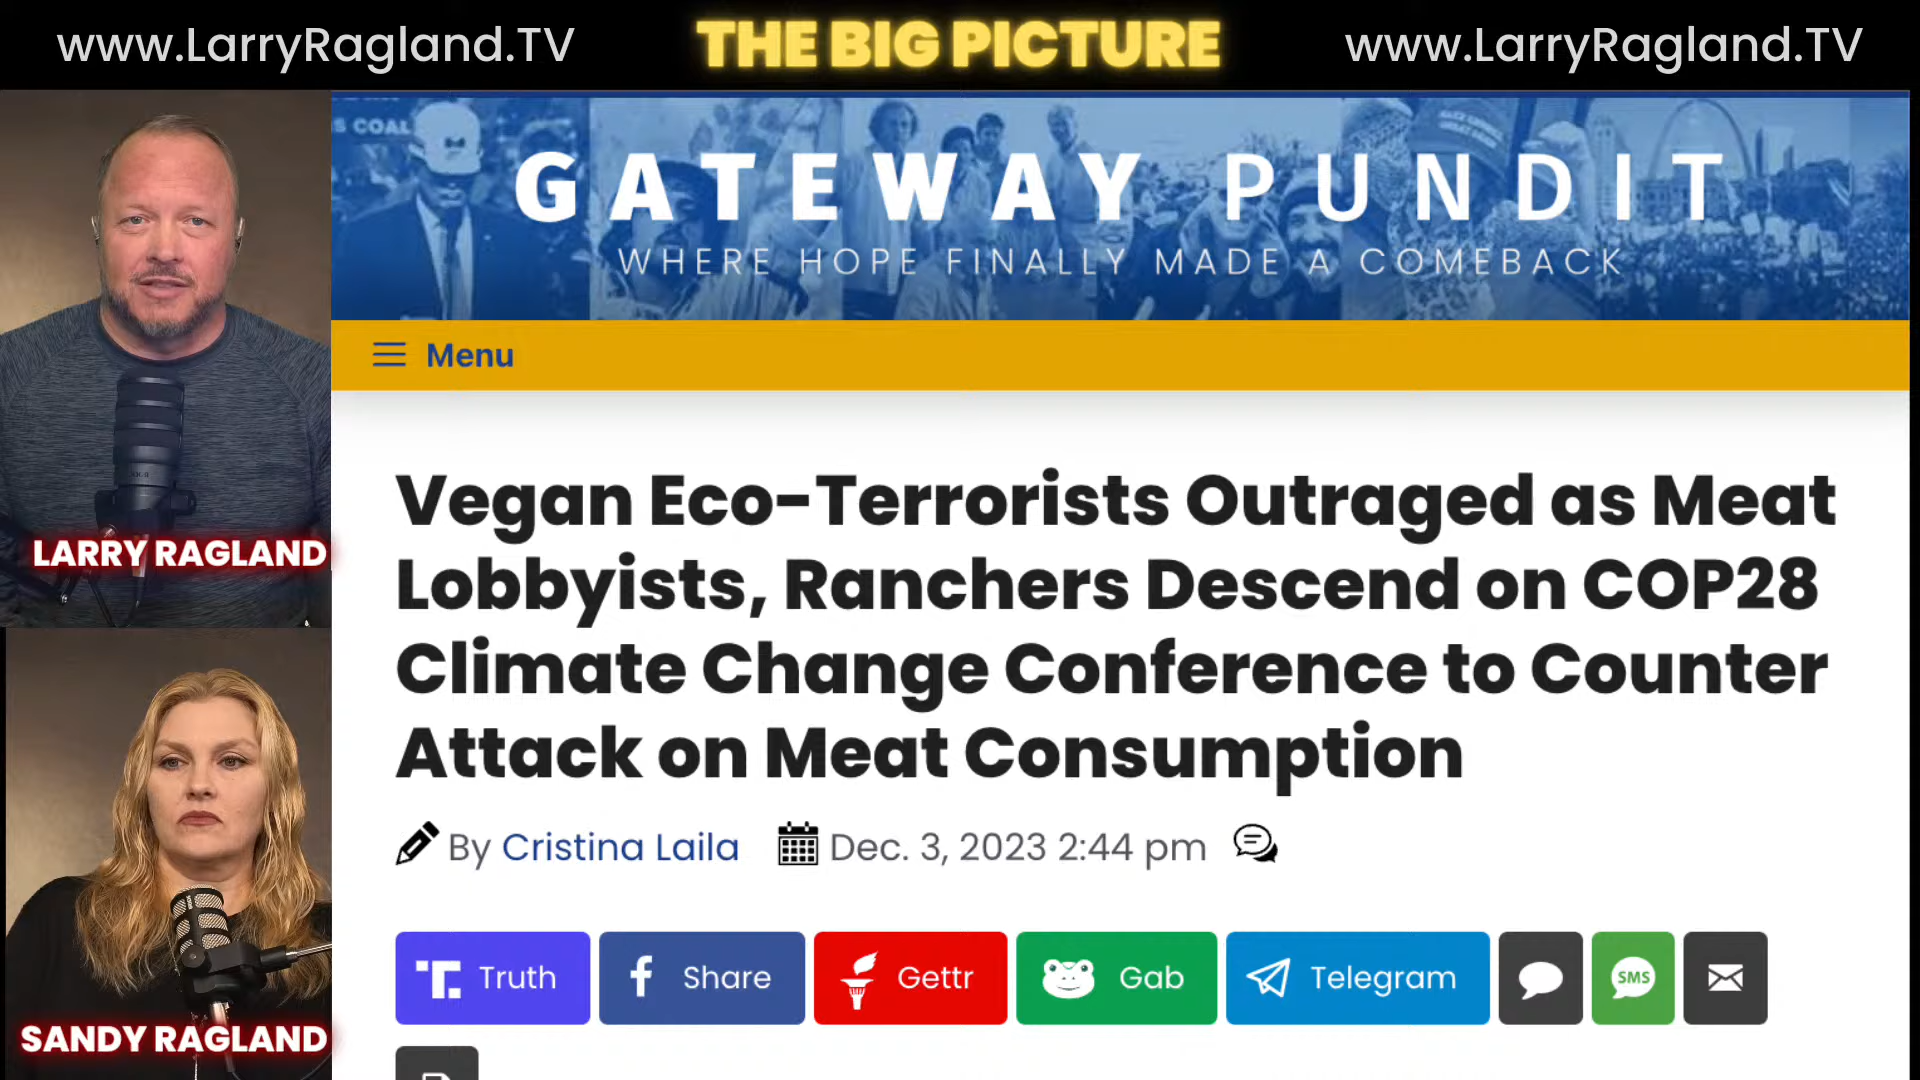 www.LarryRagland.TV
THE BIG PICTURE
www.LarryRagland.TV
S COAL
GATEWAY PUNDIT
WHERE HOPE FINALLY MADE A COMEBACK
Menu
Vegan Eco-Terrorists Outraged as Meat
Lobbyists, Ranchers Descend on COP28
Climate Change Conference to Counter
Attack on Meat Consumption
By Cristina Laila Dec. 3, 2023 2:44 pm
Truth
Share
Gettr
Gab
Telegram
SMS
LARRY RAGLAND
SANDY RAGLAND